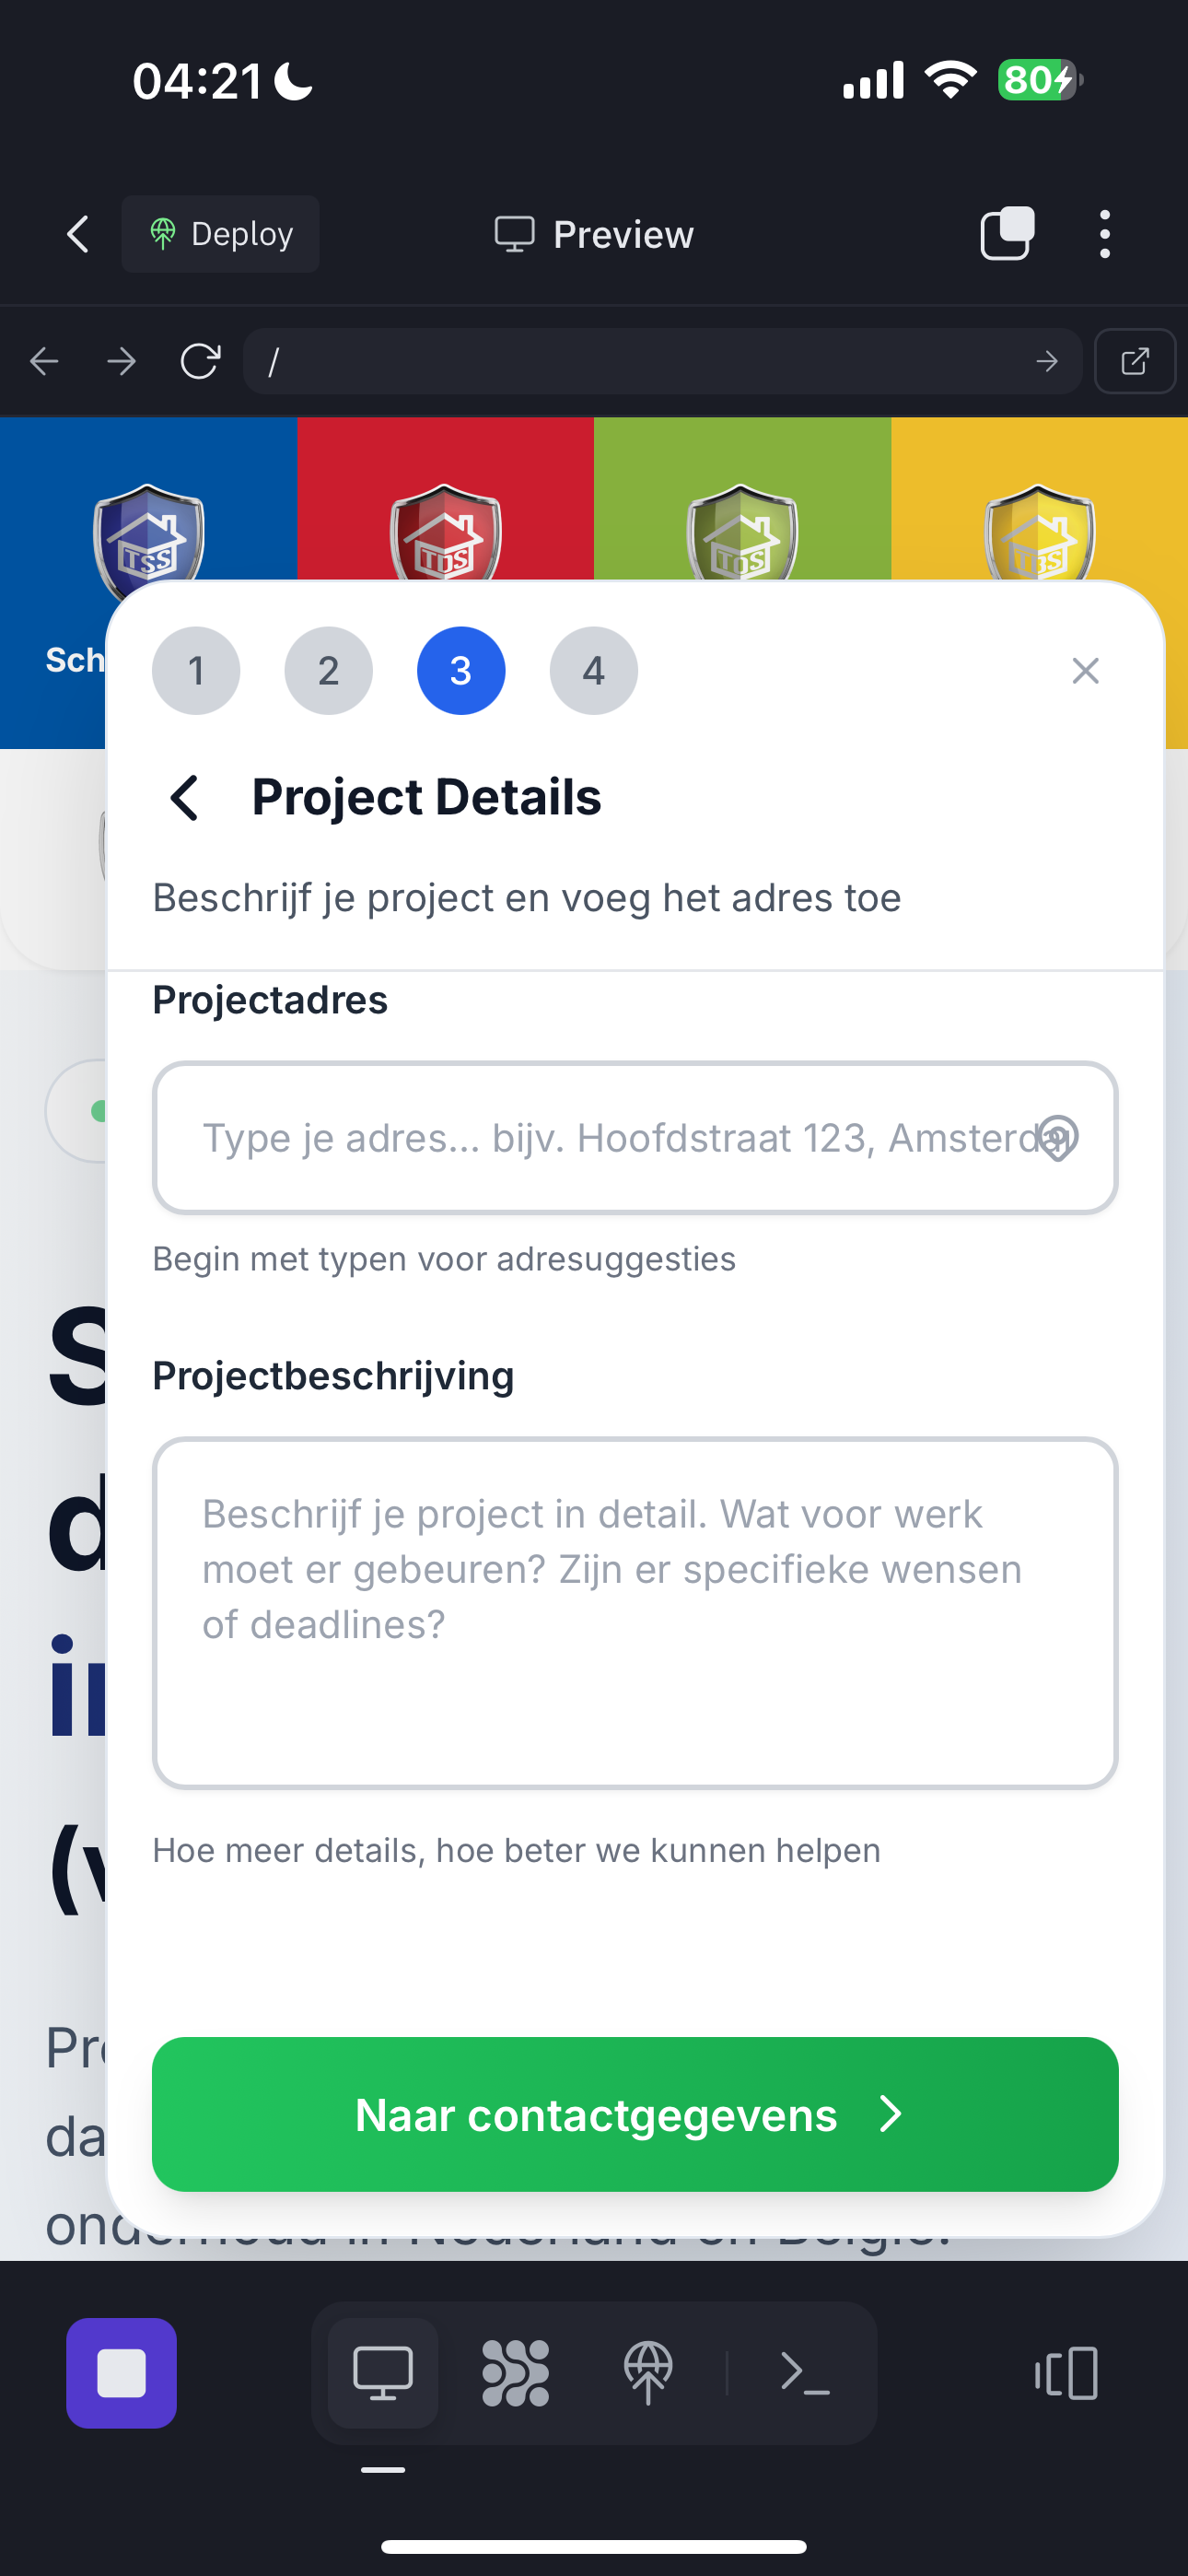 04:21
80
Deploy
Preview
/
TSS
TDS
TOS
TBS
Sch
1
2
3
4
Project Details
Beschrijf je project en voeg het adres toe
Projectadres
Type je adres... bijv. Hoofdstraat 123, Amsterda
Begin met typen voor adresuggesties
S
Projectbeschrijving
d
Beschrijf je project in detail. Wat voor werk
moet er gebeuren? Zijn er specifieke wensen
of deadlines?
i
(v
Hoe meer details, hoe beter we kunnen helpen
Pr
Naar contactgegevens
da
onderhoud in Nederland en België.